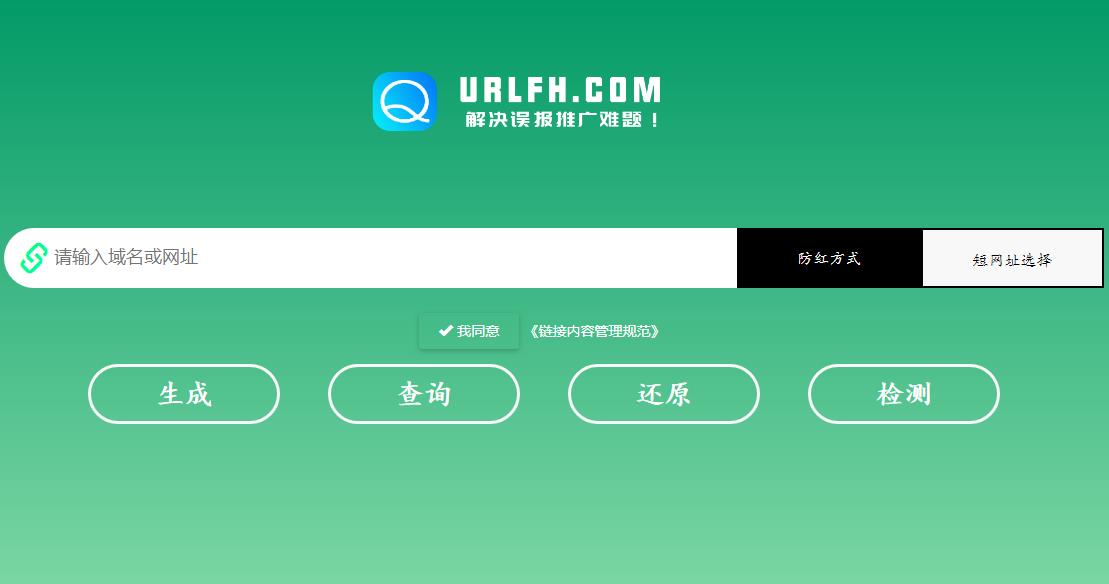 URLFH.COM
解决误报推广难题！
请输入域名或网址
防红方式
短网址选择
我同意 《链接内容管理规范》
生成 查询 还原 检测